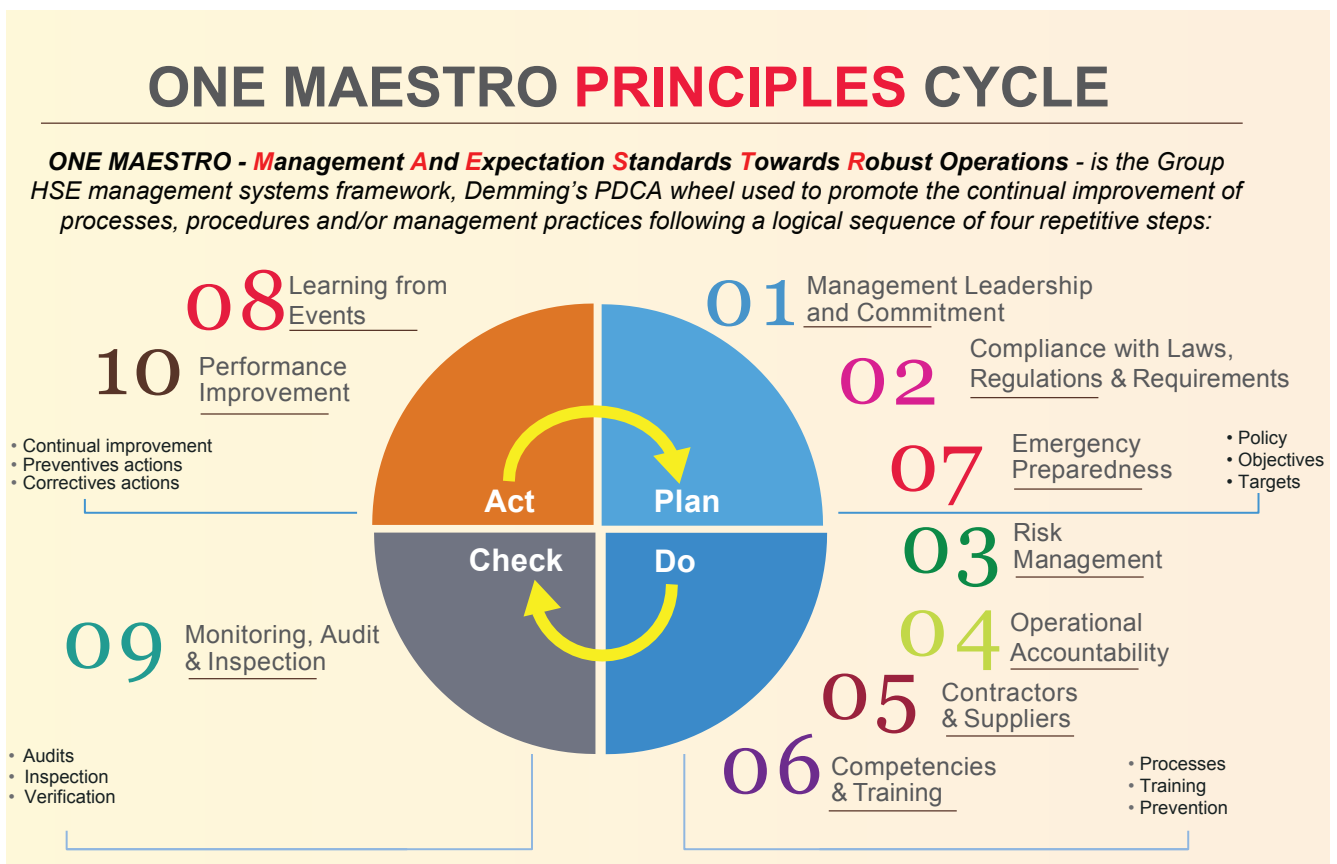 ONE MAESTRO PRINCIPLES CYCLE
ONE MAESTRO - Management And Expectation Standards Towards Robust Operations - is the Group
HSE management systems framework, Demming's PDCA wheel used to promote the continual improvement of
processes, procedures and/or management practices following a logical sequence of four repetitive steps:
08 Learning from
Events
10 Performance
Improvement
• Continual improvement
• Preventives actions
• Correctives actions
01 Management Leadership
and Commitment
02 Compliance with Laws,
Regulations & Requirements
07 Emergency
Preparedness
• Policy
• Objectives
• Targets
Act
Plan
Check
Do
03 Risk
Management
04 Operational
Accountability
05 Contractors
& Suppliers
06 Competencies
& Training
• Processes
• Training
• Prevention
09 Monitoring, Audit
& Inspection
• Audits
• Inspection
• Verification